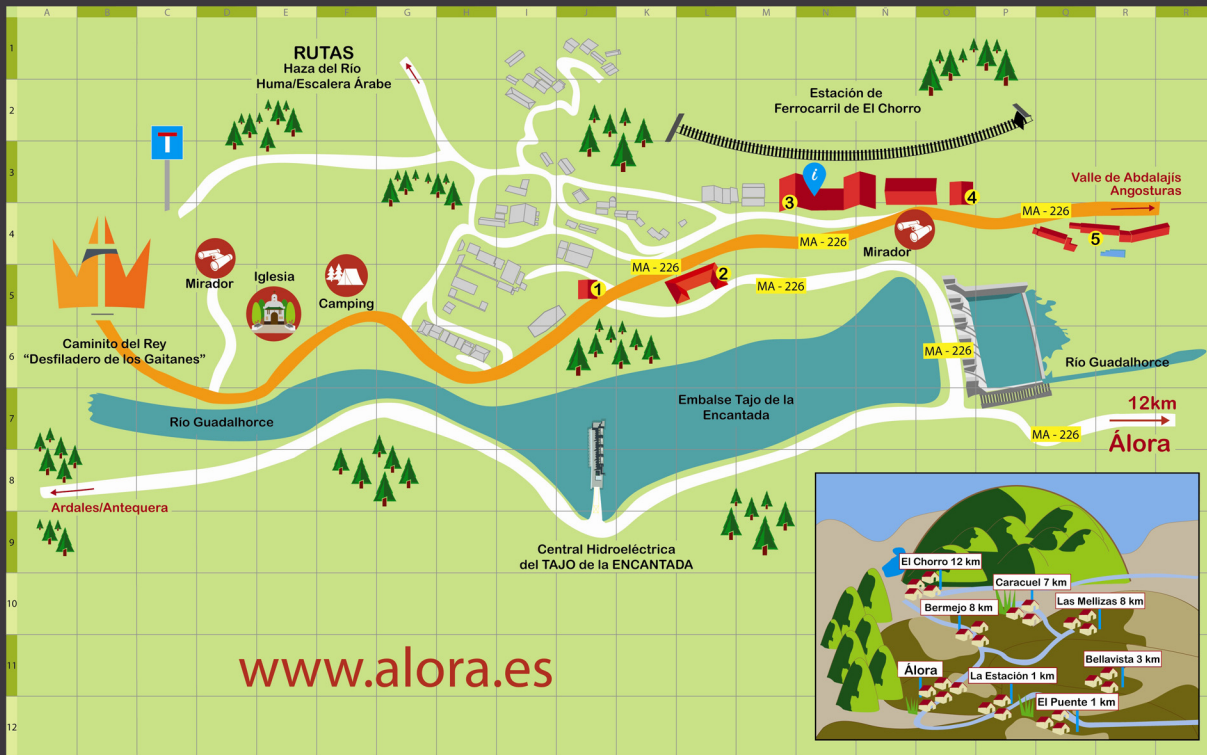 A B C D E F G H I J K L M N Ñ O P Q R R
1
2
3
4
5
6
7
8
9
10
11
12
RUTAS
Haza del Río
Huma/Escalera Árabe
Estación de
Ferrocarril de El Chorro
T
i
3
4
Valle de Abdalajís
Angosturas
MA - 226
5
MA - 226
Mirador
MA - 226
2
1
MA - 226
Mirador
Iglesia
Camping
Caminito del Rey
"Desfiladero de los Gaitanes"
MA - 226
Río Guadalhorce
Embalse Tajo de la
Encantada
Río Guadalhorce
12km
Álora
MA - 226
Ardales/Antequera
Central Hidroeléctrica
del TAJO de la ENCANTADA
www.alora.es
El Chorro 12 km
Caracuel 7 km
Bermejo 8 km
Las Mellizas 8 km
Álora
La Estación 1 km
Bellavista 3 km
El Puente 1 km